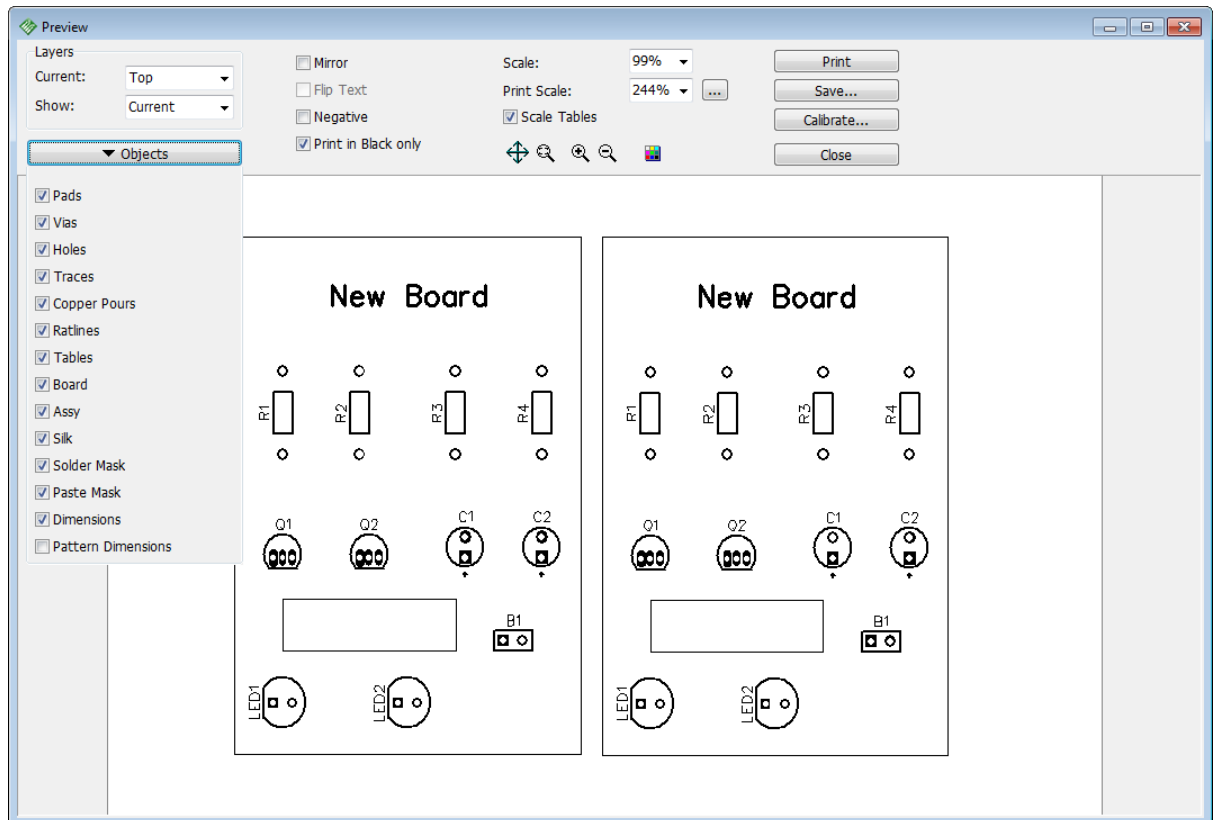 Preview
Layers
Current: Top
Show: Current
Objects
Mirror
Flip Text
Negative
Print in Black only
Scale: 99%
Print Scale: 244% ...
Scale Tables
Print
Save...
Calibrate...
Close
Pads
Vias
Holes
Traces
Copper Pours
Ratlines
Tables
Board
Assy
Silk
Solder Mask
Paste Mask
Dimensions
Pattern Dimensions
New Board
R1 R2 R3 R4
Q1 Q2 C1 C2
B1
LED1 LED2
New Board
R1 R2 R3 R4
Q1 Q2 C1 C2
B1
LED1 LED2